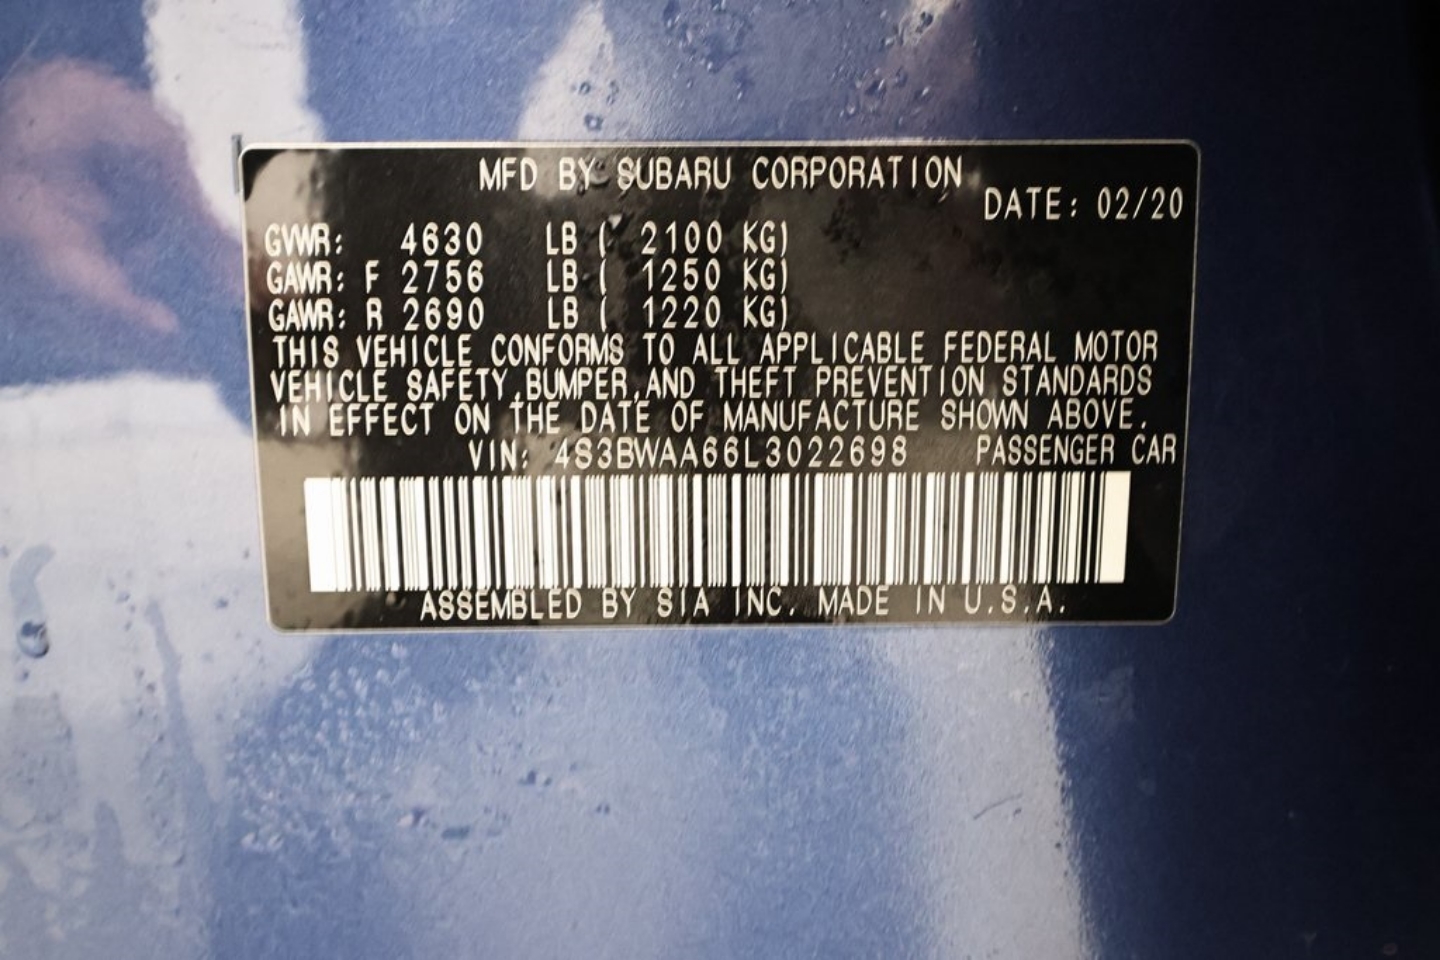 MFD BY SUBARU CORPORATION
DATE: 02/20
GVWR: 4630 LB ( 2100 KG)
GAWR: F 2756 LB ( 1250 KG)
GAWR: R 2690 LB ( 1220 KG)
THIS VEHICLE CONFORMS TO ALL APPLICABLE FEDERAL MOTOR
VEHICLE SAFETY,BUMPER,AND THEFT PREVENTION STANDARDS
IN EFFECT ON THE DATE OF MANUFACTURE SHOWN ABOVE.
VIN: 4S3BWAA66L3022698 PASSENGER CAR
ASSEMBLED BY SIA INC. MADE IN U.S.A.